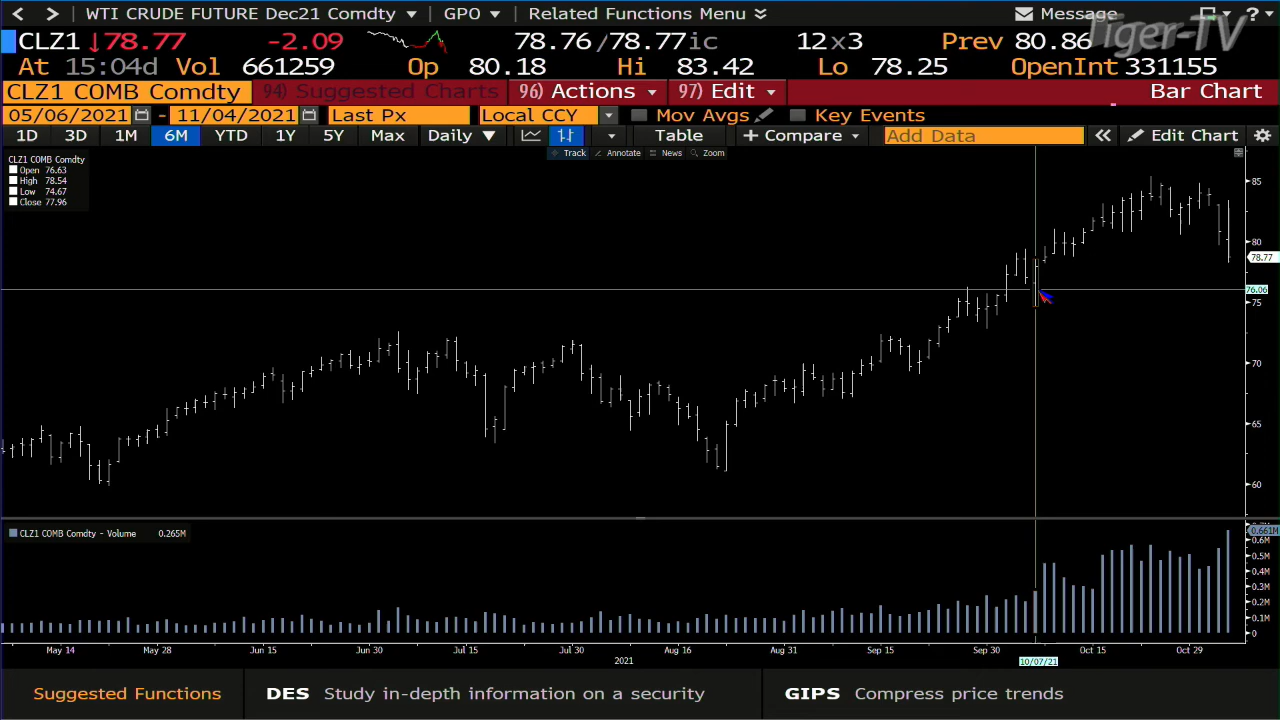 < > WTI CRUDE FUTURE Dec21 Comdty ▼ GPO ▼ Related Functions Menu Message ? ▼
Tiger-TV
CLZ1 ↓78.77 -2.09 78.76/78.77ic 12×3 Prev 80.86
At 15:04d Vol 661259 Op 80.18 Hi 83.42 Lo 78.25 OpenInt 331155
CLZ1 COMB Comdty 94) Suggested Charts 96) Actions ▼ 97) Edit ▼ Bar Chart
05/06/2021 - 11/04/2021 Last Px Local CCY Mov Avgs Key Events
1D 3D 1M 6M YTD 1Y 5Y Max Daily ▼ Table + Compare Add Data « Edit Chart
Track Annotate News Zoom
CLZ1 COMB Comdty
Open 76.63
High 78.54
Low 74.67
Close 77.96
85
80
78.77
76.06
75
70
65
60
CLZ1 COMB Comdty - Volume 0.265M
0.661M
0.6M
0.5M
0.4M
0.3M
0.2M
0.1M
0
May 14 May 28 Jun 15 Jun 30 Jul 15 Jul 30 Aug 16 Aug 31 Sep 15 Sep 30 Oct 15 Oct 29
2021 10/07/21
Suggested Functions DES Study in-depth information on a security GIPS Compress price trends